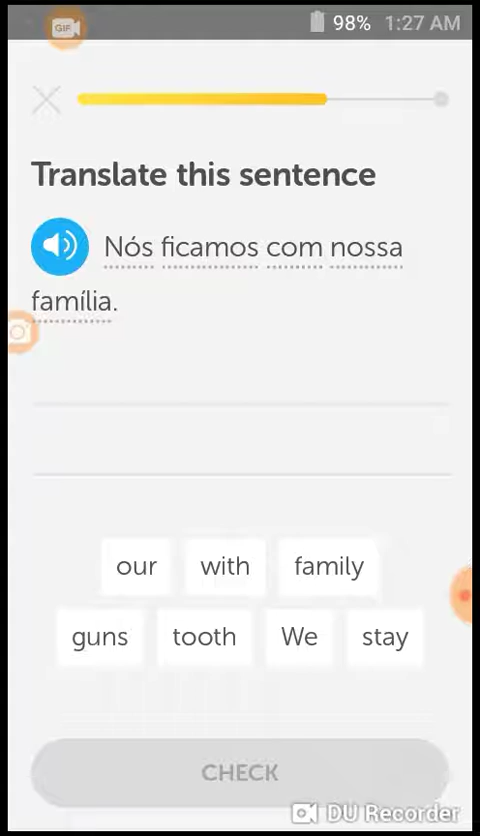 GIF 98% 1:27 AM
Translate this sentence
Nós ficamos com nossa
família.
our with family
guns tooth We stay
CHECK
DU Recorder